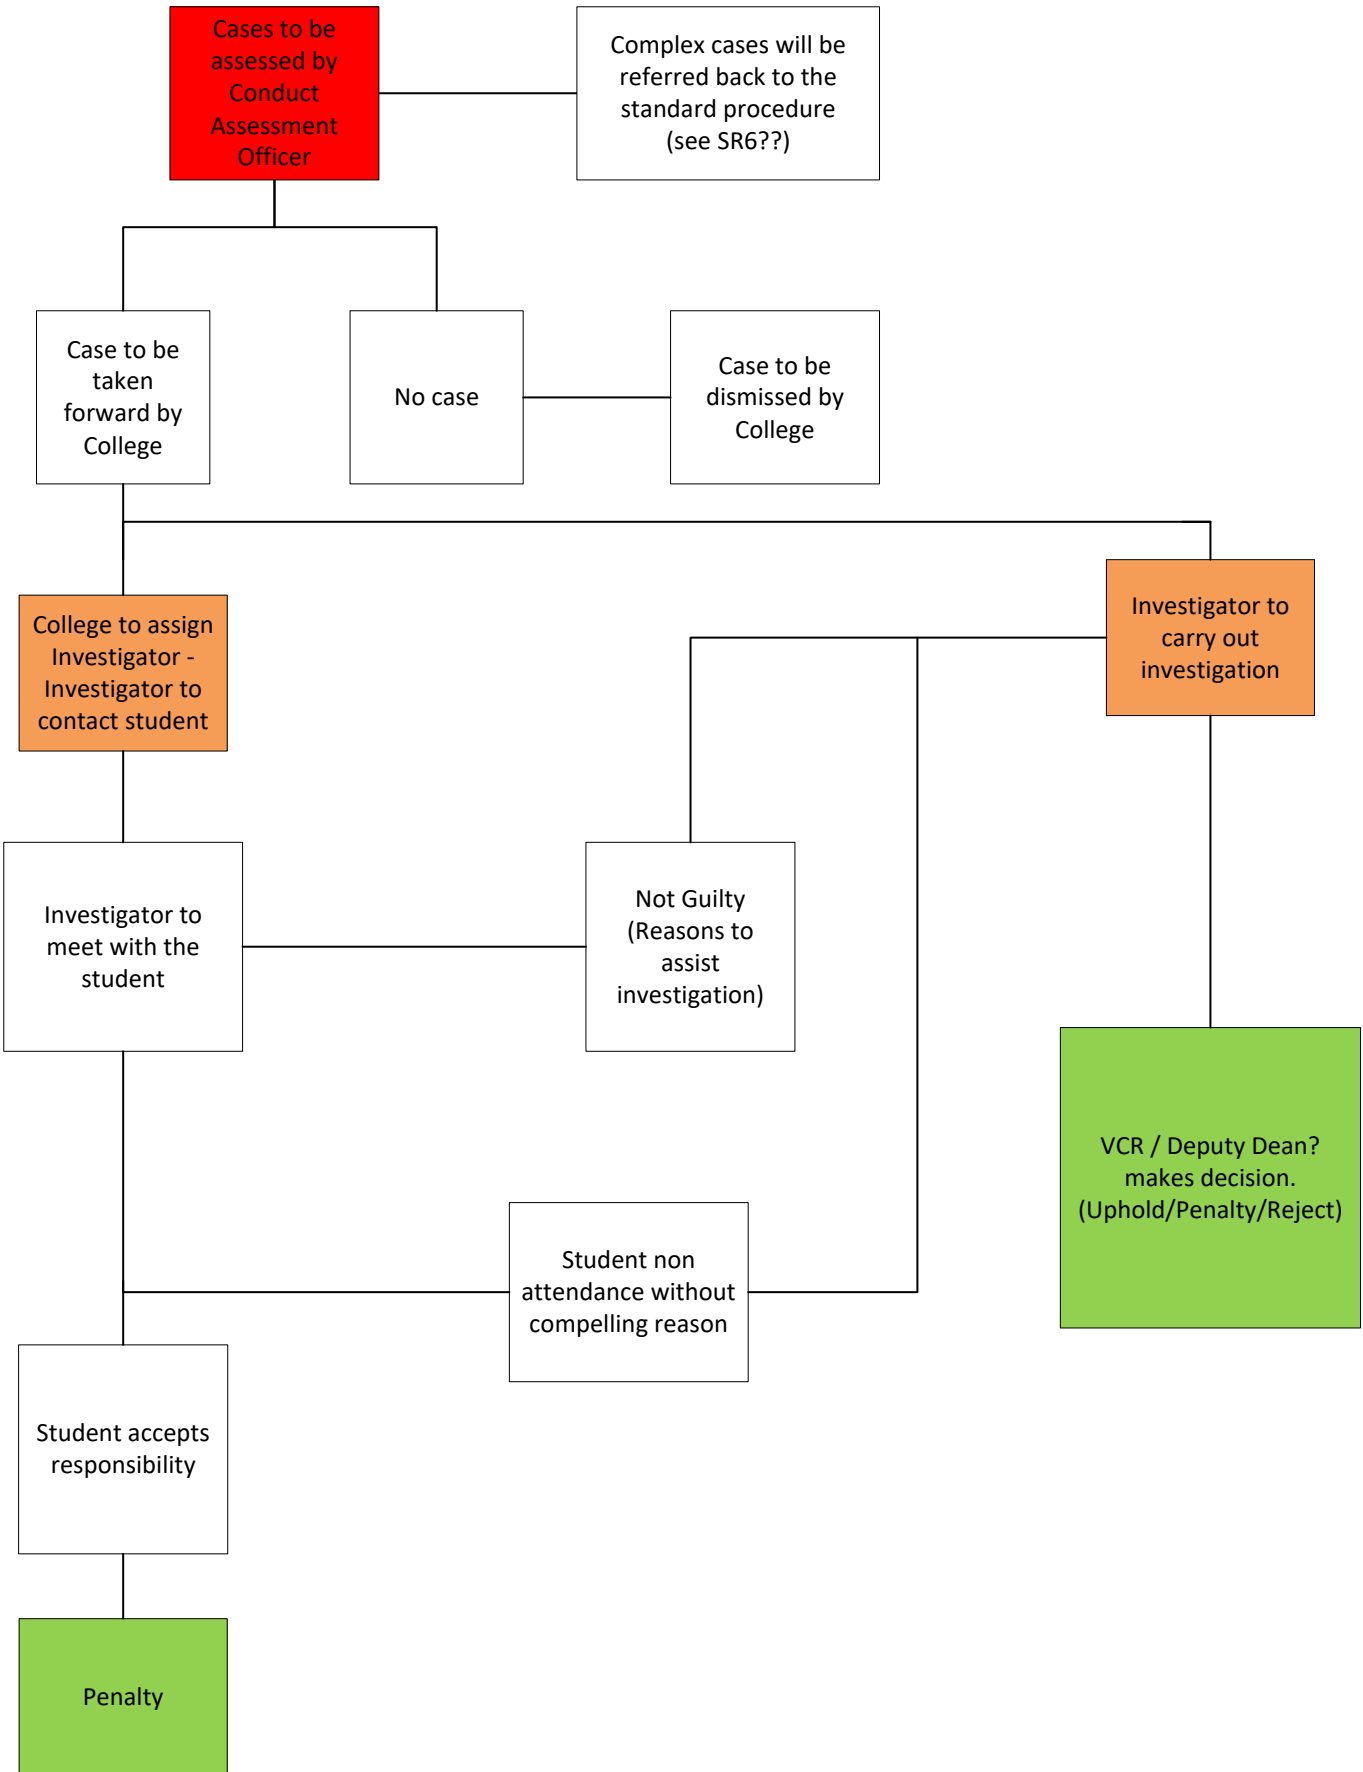 Cases to be
assessed by
Conduct
Assessment
Officer
Complex cases will be
referred back to the
standard procedure
(see SR6??)
Case to be
taken
forward by
College
No case
Case to be
dismissed by
College
College to assign
Investigator -
Investigator to
contact student
Investigator to
carry out
investigation
Investigator to
meet with the
student
Not Guilty
(Reasons to
assist
investigation)
VCR / Deputy Dean?
makes decision.
(Uphold/Penalty/Reject)
Student non
attendance without
compelling reason
Student accepts
responsibility
Penalty